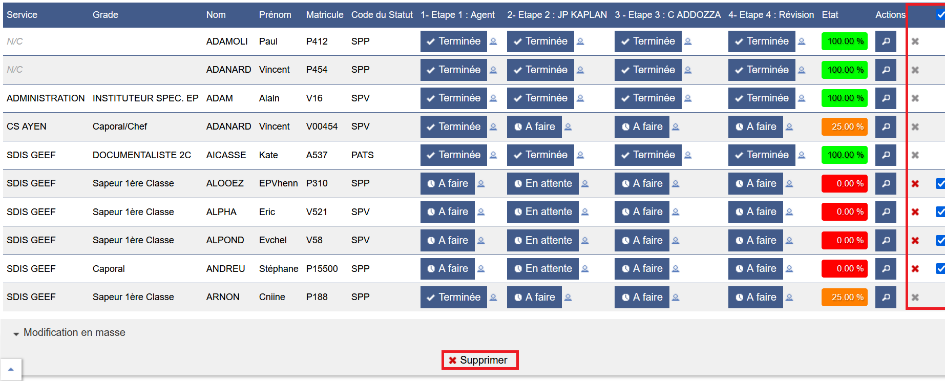 Service Grade Nom Prénom Matricule Code du Statut 1- Etape 1 : Agent 2- Etape 2 : JP KAPLAN 3 - Etape 3 : C ADDOZZA 4- Etape 4 : Révision Etat Actions
N/C ADAMOLI Paul P412 SPP Terminée Terminée Terminée Terminée 100.00 %
N/C ADANARD Vincent P454 SPP Terminée Terminée Terminée Terminée 100.00 %
ADMINISTRATION INSTITUTEUR SPEC. EP ADAM Alain V16 SPV Terminée Terminée Terminée Terminée 100.00 %
CS AYEN Caporal/Chef ADANARD Vincent V00454 SPV Terminée A faire A faire A faire 25.00 %
SDIS GEEF DOCUMENTALISTE 2C AICASSE Kate A537 PATS Terminée Terminée Terminée Terminée 100.00 %
SDIS GEEF Sapeur 1ère Classe ALOOEZ EPVhenn P310 SPP A faire En attente A faire A faire 0.00 %
SDIS GEEF Sapeur 1ère Classe ALPHA Eric V521 SPV A faire En attente A faire A faire 0.00 %
SDIS GEEF Sapeur 1ère Classe ALPOND Evchel V58 SPV A faire En attente A faire A faire 0.00 %
SDIS GEEF Caporal ANDREU Stéphane P15500 SPP A faire En attente A faire A faire 0.00 %
SDIS GEEF Sapeur 1ère Classe ARNON Cniine P188 SPP Terminée A faire A faire A faire 25.00 %
Modification en masse
Supprimer